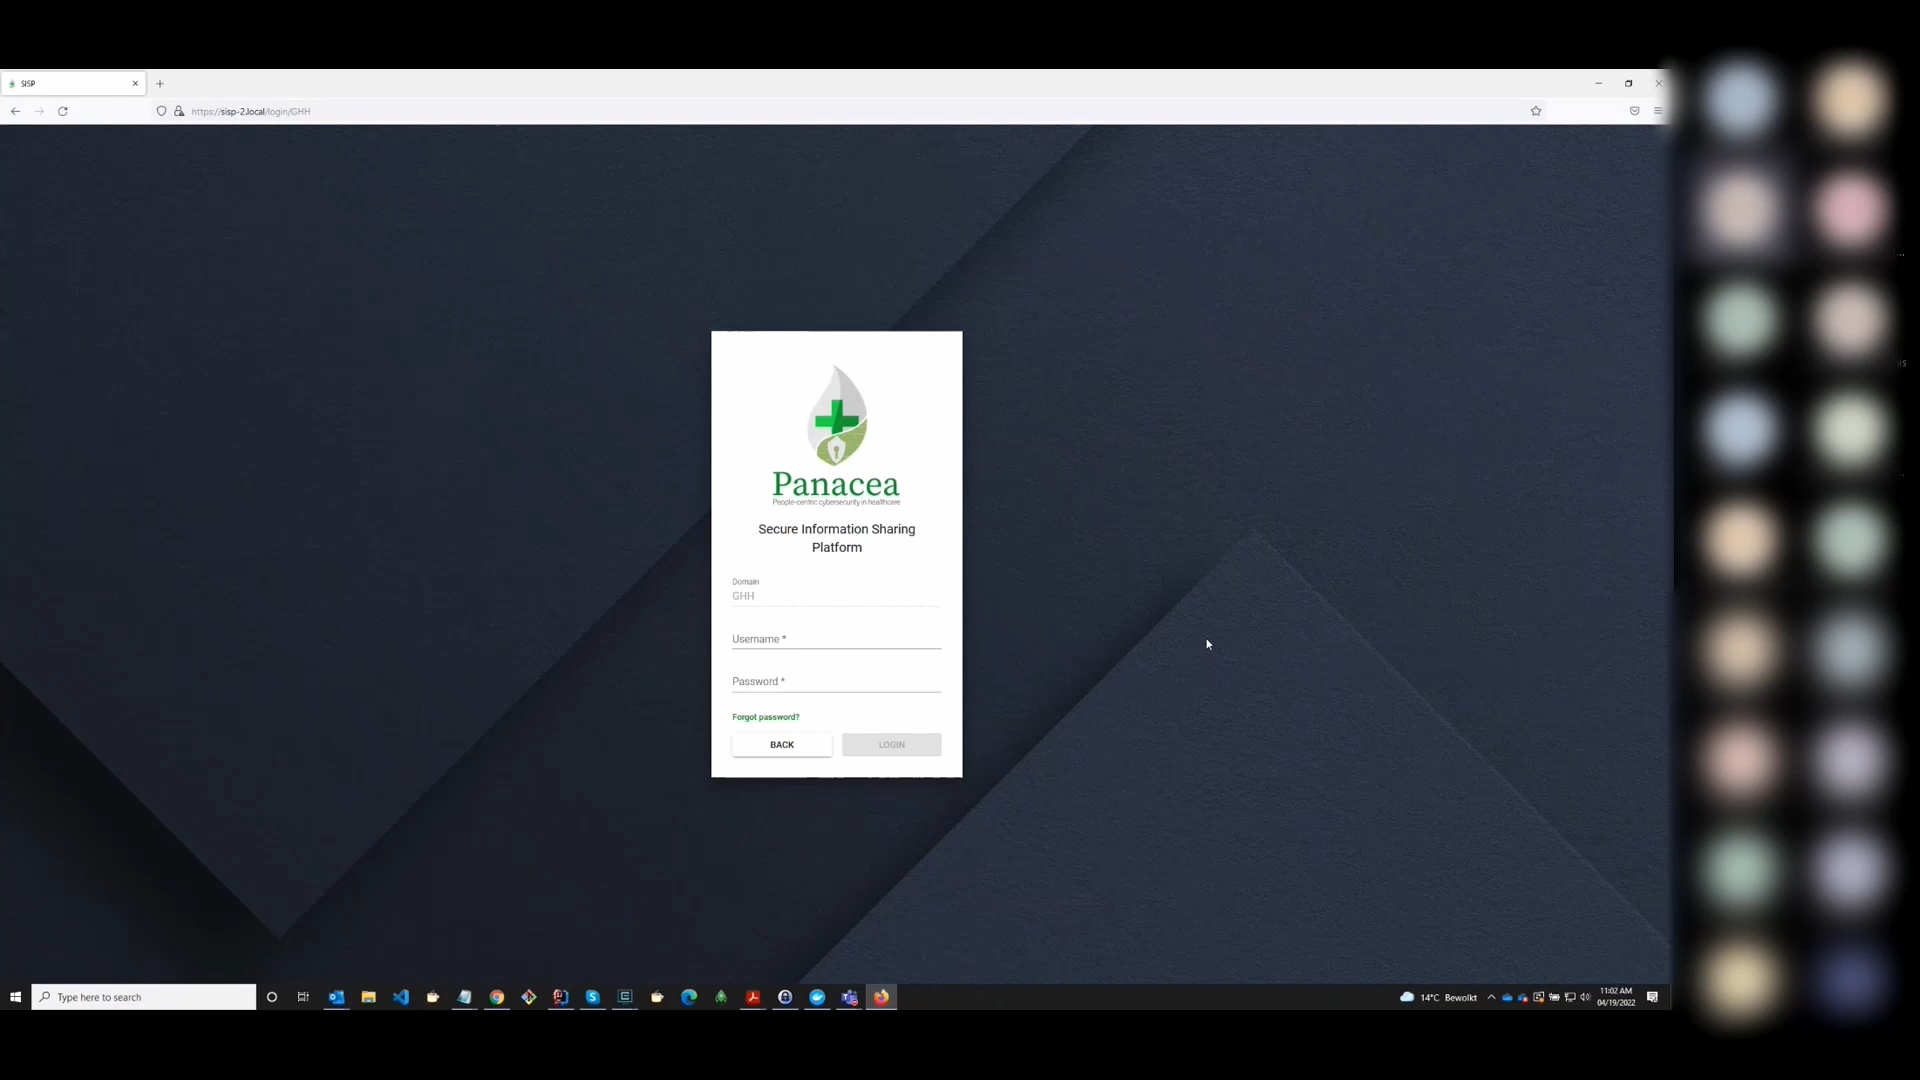 SISP
https://sisp-2.local/login/GHH
Panacea
People-centric cybersecurity in healthcare
Secure Information Sharing
Platform
Domain
GHH
Username *
Password *
Forgot password?
BACK LOGIN
Type here to search
14°C Bewolkt
11:02 AM
04/19/2022